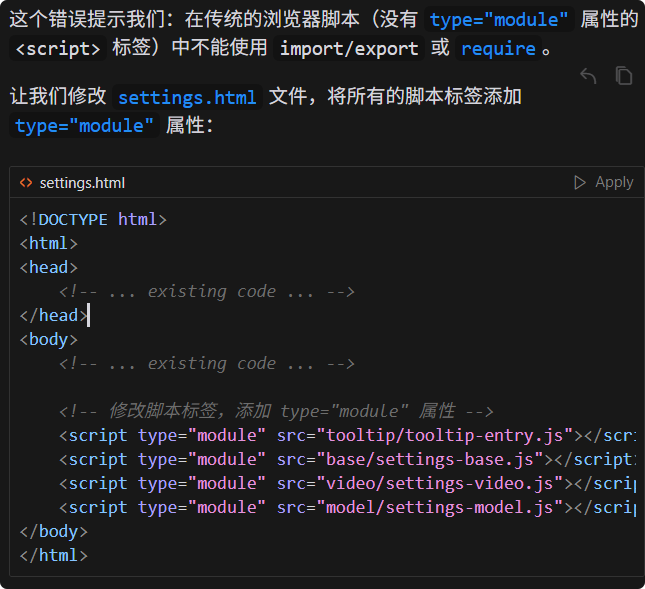 这个错误提示我们：在传统的浏览器脚本（没有 type="module" 属性的
<script> 标签）中不能使用 import/export 或 require。
让我们修改 settings.html 文件，将所有的脚本标签添加
type="module" 属性：
<> settings.html Apply
<!DOCTYPE html>
<html>
<head>
    <!-- ... existing code ... -->
</head>
<body>
    <!-- ... existing code ... -->
    <!-- 修改脚本标签，添加 type="module" 属性 -->
    <script type="module" src="tooltip/tooltip-entry.js"></scri
    <script type="module" src="base/settings-base.js"></script
    <script type="module" src="video/settings-video.js"></scrip
    <script type="module" src="model/settings-model.js"></scrip
</body>
</html>